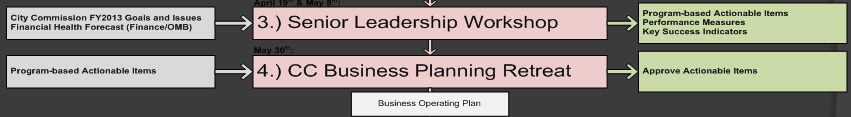 April 19th & May 8th:
City Commission FY2013 Goals and Issues
Financial Health Forecast (Finance/OMB)
3.) Senior Leadership Workshop
Program-based Actionable Items
Performance Measures
Key Success Indicators
May 30th:
Program-based Actionable Items
4.) CC Business Planning Retreat
Approve Actionable Items
Business Operating Plan